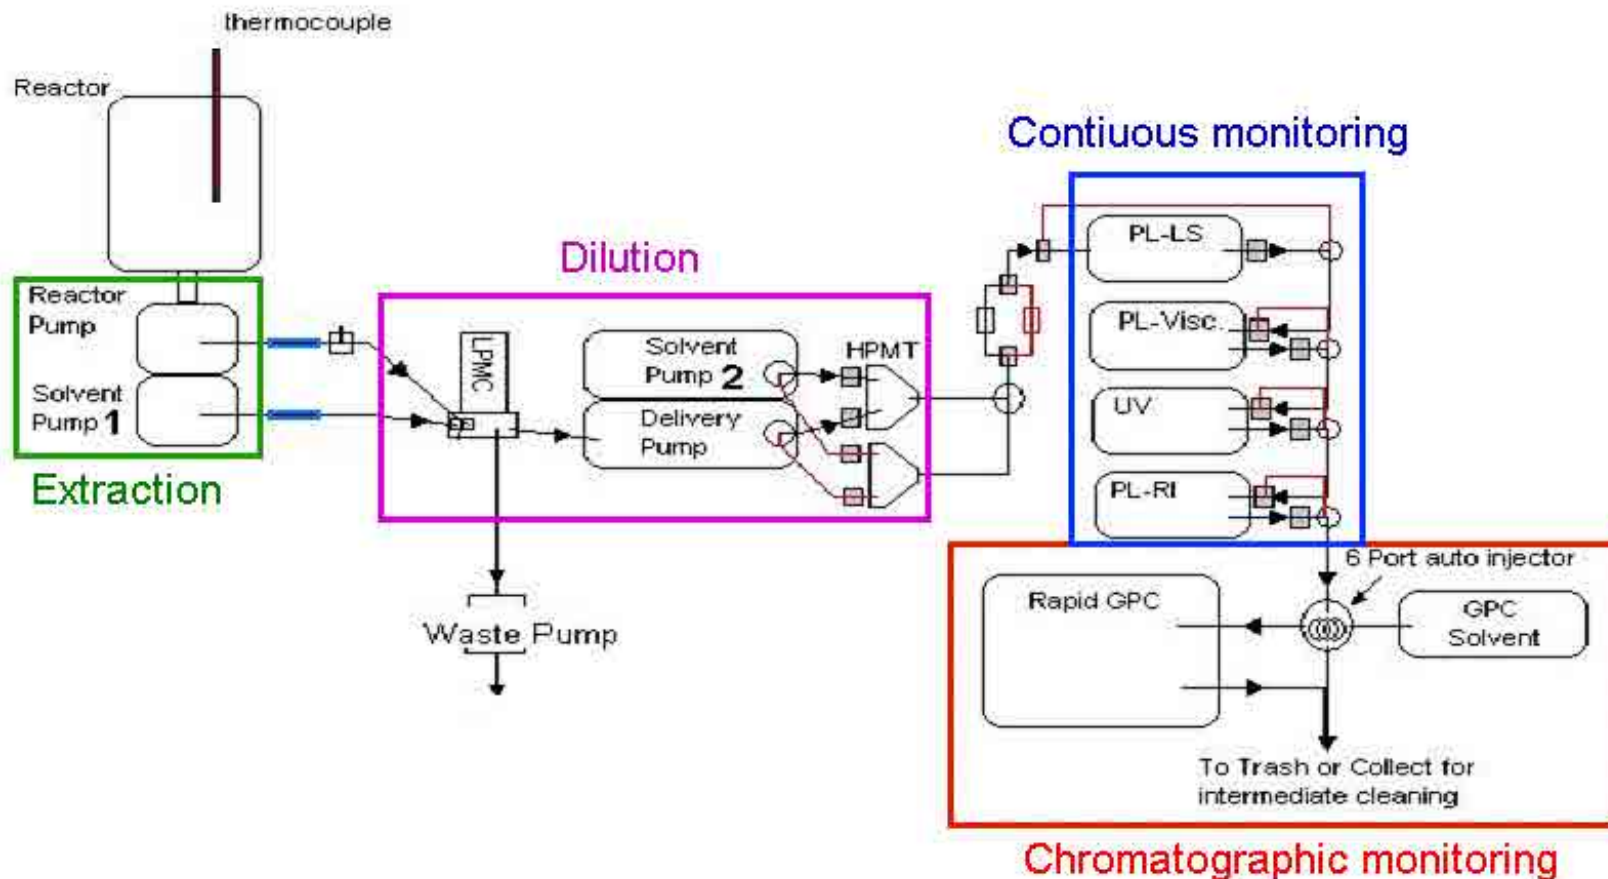 thermocouple
Reactor
Contiuous monitoring
Dilution
PL-LS
Reactor
Pump
PL-Visc.
LPMC
Solvent
Pump 2
HPMT
Solvent
Pump 1
Delivery
Pump
UV
Extraction
PL-RI
6 Port auto injector
Rapid GPC
GPC
Solvent
Waste Pump
To Trash or Collect for
intermediate cleaning
Chromatographic monitoring